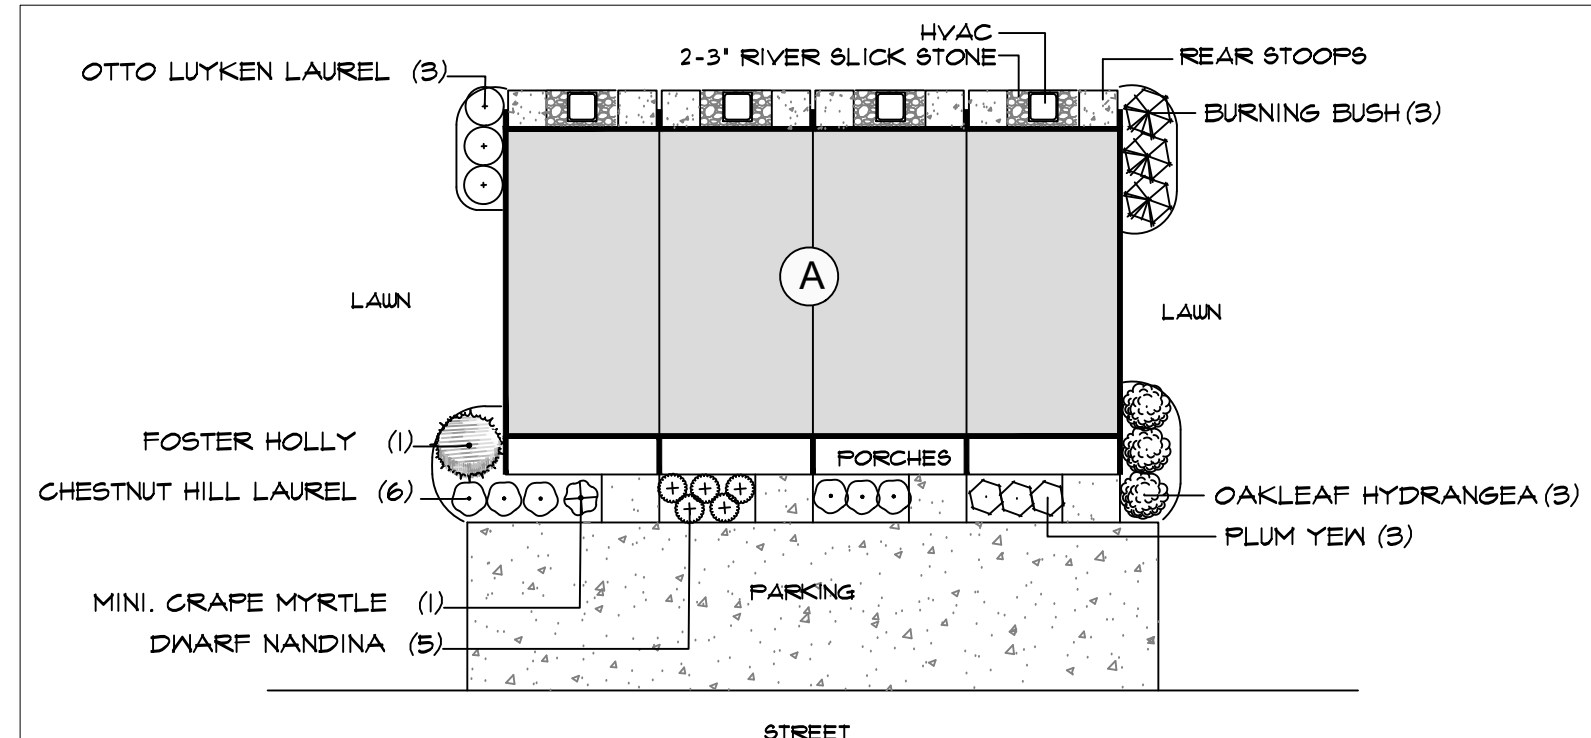 HVAC
2-3" RIVER SLICK STONE
REAR STOOPS
OTTO LUYKEN LAUREL (3)
BURNING BUSH (3)
A
LAWN
LAWN
FOSTER HOLLY (1)
PORCHES
CHESTNUT HILL LAUREL (6)
OAKLEAF HYDRANGEA (3)
PLUM YEW (3)
PARKING
MINI. CRAPE MYRTLE (1)
DWARF NANDINA (5)
STREET